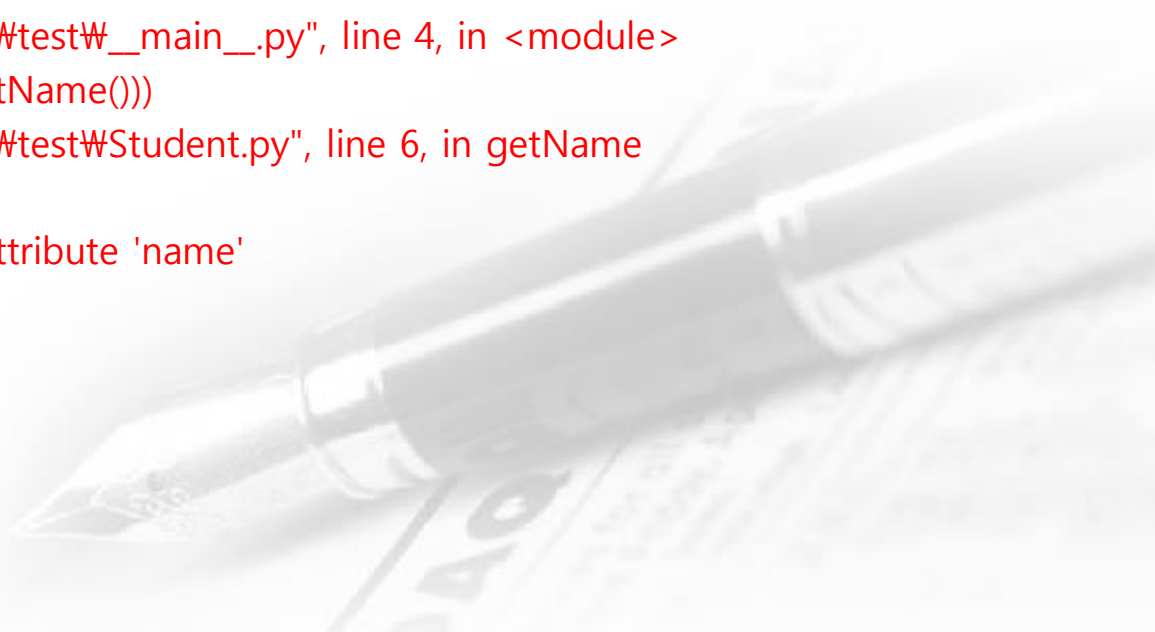 ₩test₩__main__.py", line 4, in <module>
tName()))
₩test₩Student.py", line 6, in getName
ttribute 'name'